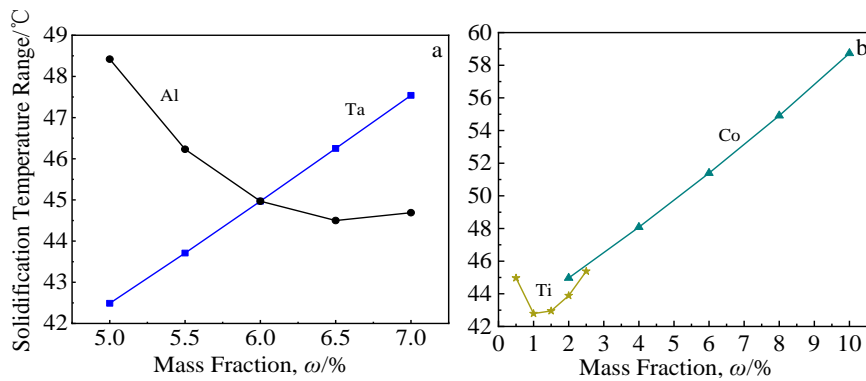 a
b
Solidification Temperature Range/℃
49
48
47
46
45
44
43
42
Al
Ta
5.0 5.5 6.0 6.5 7.0
Mass Fraction, ω/%
60
58
56
54
52
50
48
46
44
42
Co
Ti
0 1 2 3 4 5 6 7 8 9 10
Mass Fraction, ω/%